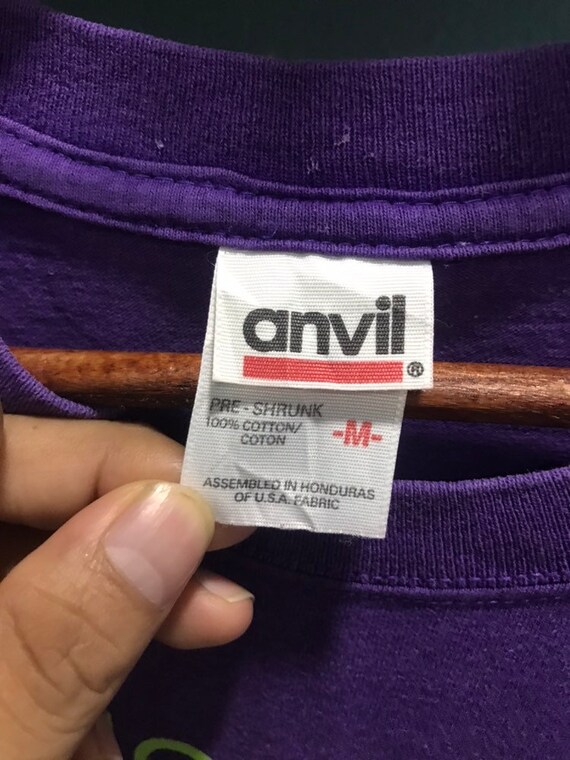 anvil
®
PRE-SHRUNK
100% COTTON/
COTON
-M-
ASSEMBLED IN HONDURAS
OF U.S.A. FABRIC